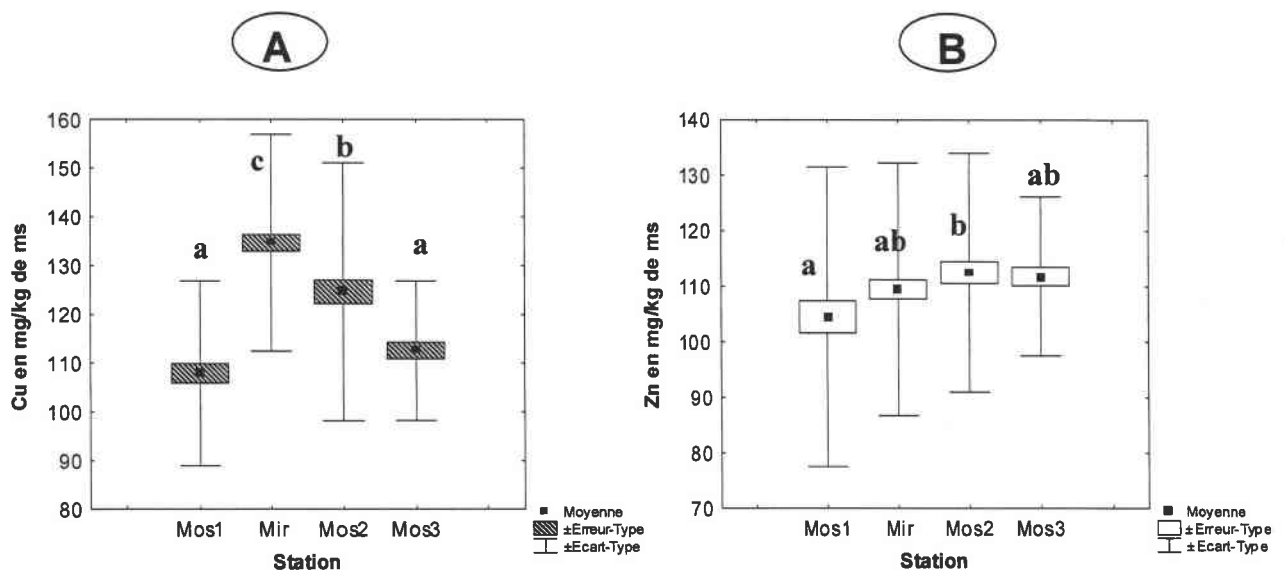 A
Cu en mg/kg de ms
160
150
140
130
120
110
100
90
80
a
c
b
a
Mos1 Mir Mos2 Mos3
Station
Moyenne
±Erreur-Type
±Ecart-Type
B
Zn en mg/kg de ms
140
130
120
110
100
90
80
70
a
ab
b
ab
Mos1 Mir Mos2 Mos3
Station
Moyenne
±Erreur-Type
±Ecart-Type